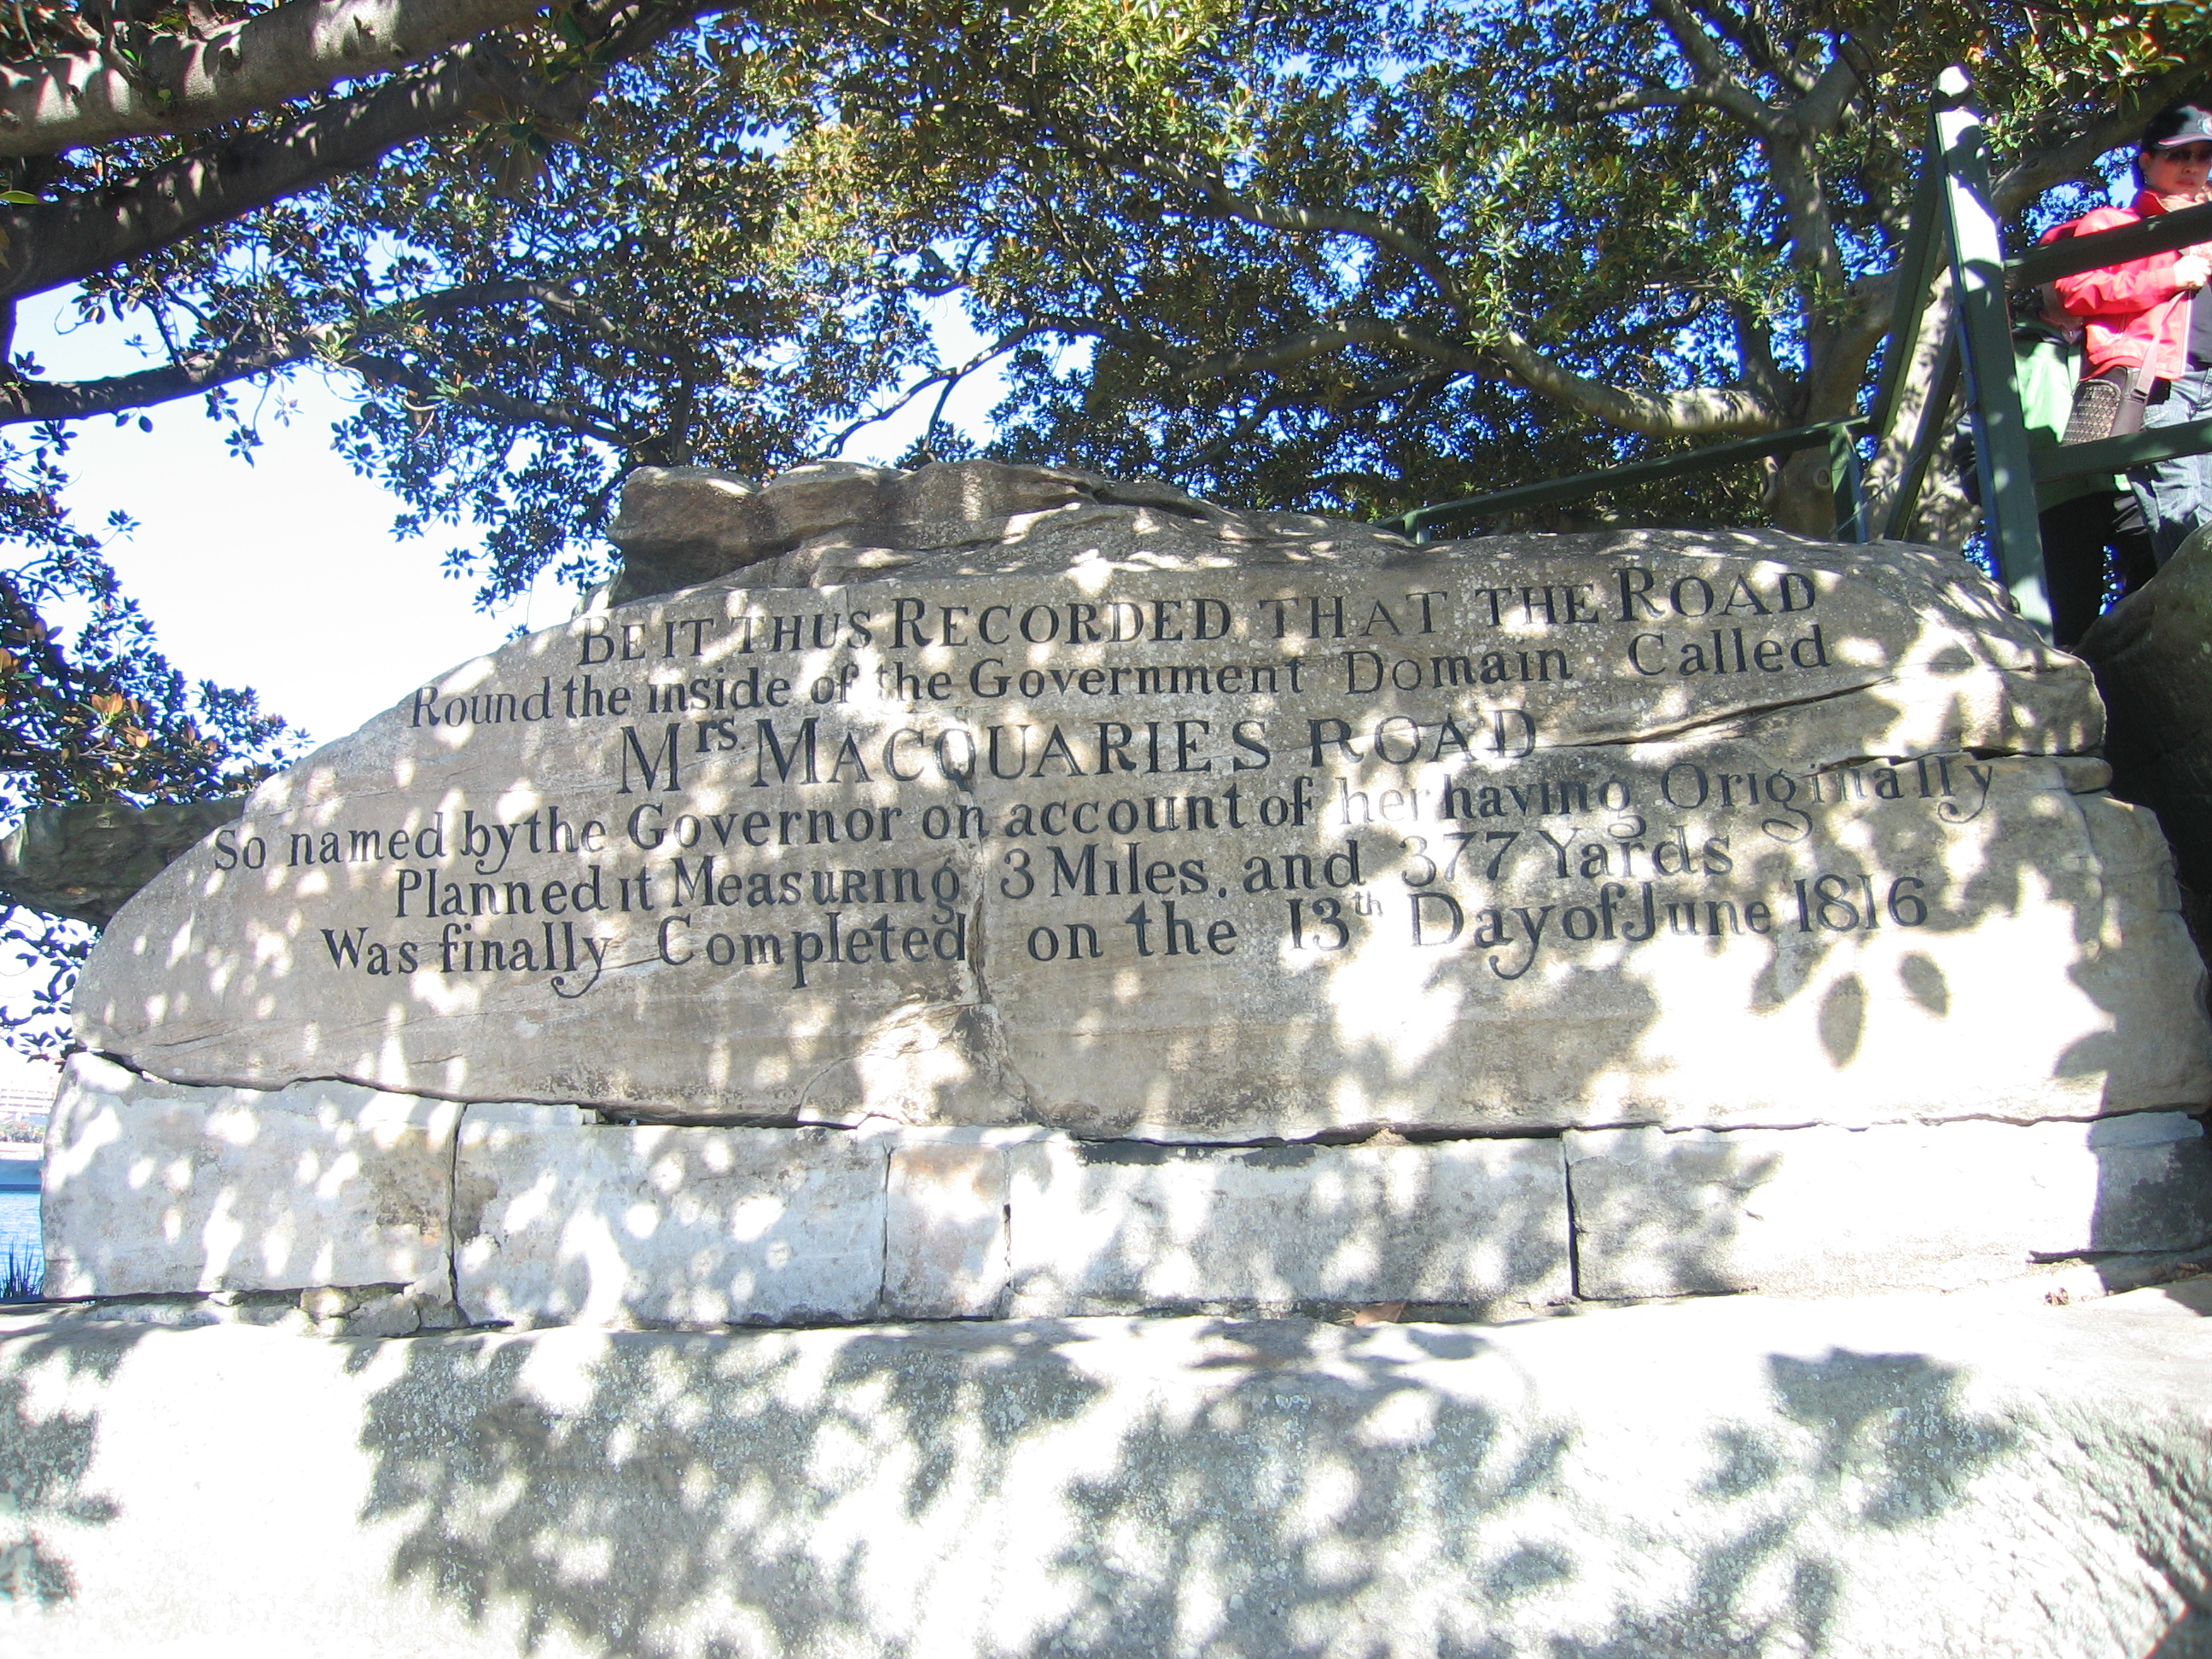 BE IT THUS RECORDED THAT THE ROAD
Round the inside of the Government Domain Called
Mrs. MACQUARIES ROAD
So named by the Governor on account of her having Originally
Planned it Measuring 3 Miles. and 377 Yards
Was finally Completed on the 13th Day of June 1816